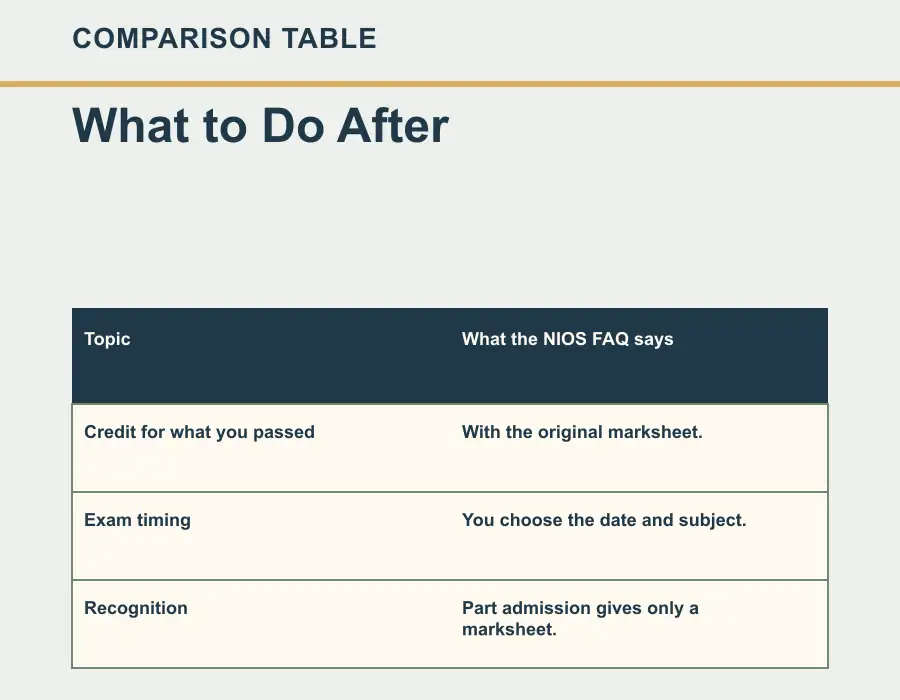 COMPARISON TABLE
What to Do After
Topic
What the NIOS FAQ says
Credit for what you passed
With the original marksheet.
Exam timing
You choose the date and subject.
Recognition
Part admission gives only a
marksheet.